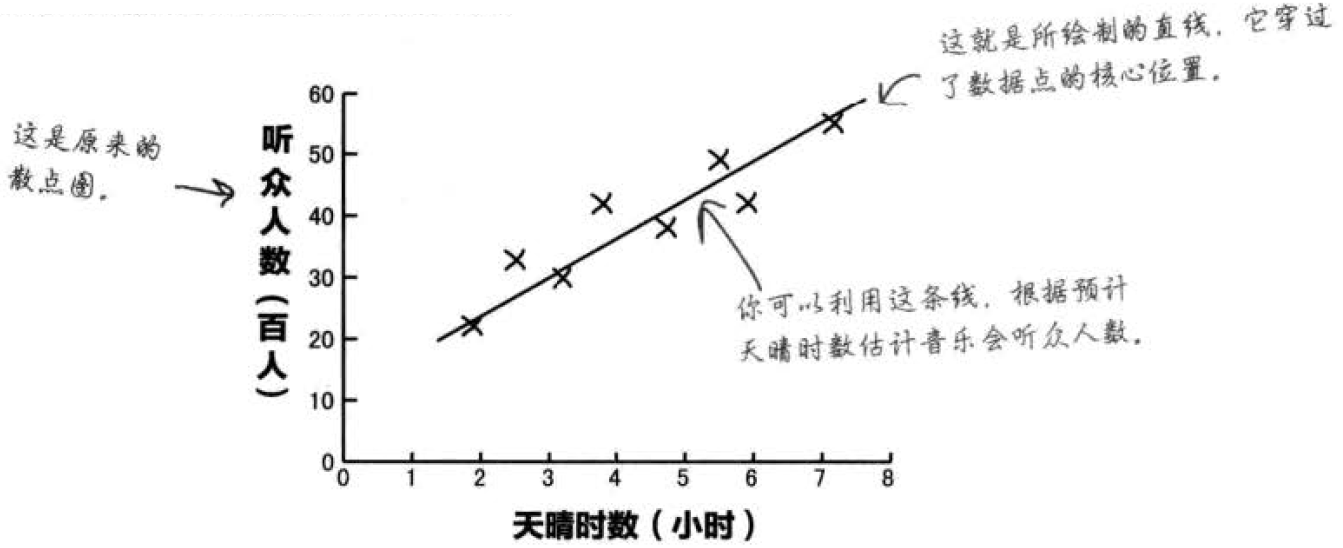 这就是所绘制的直线，它穿过
了数据点的核心位置。
这是原来的
散点图。
听众人数(百人)
60
50
40
30
20
10
0
你可以利用这条线，根据预计
天晴时数估计音乐会听众人数。
0 1 2 3 4 5 6 7 8
天晴时数(小时)